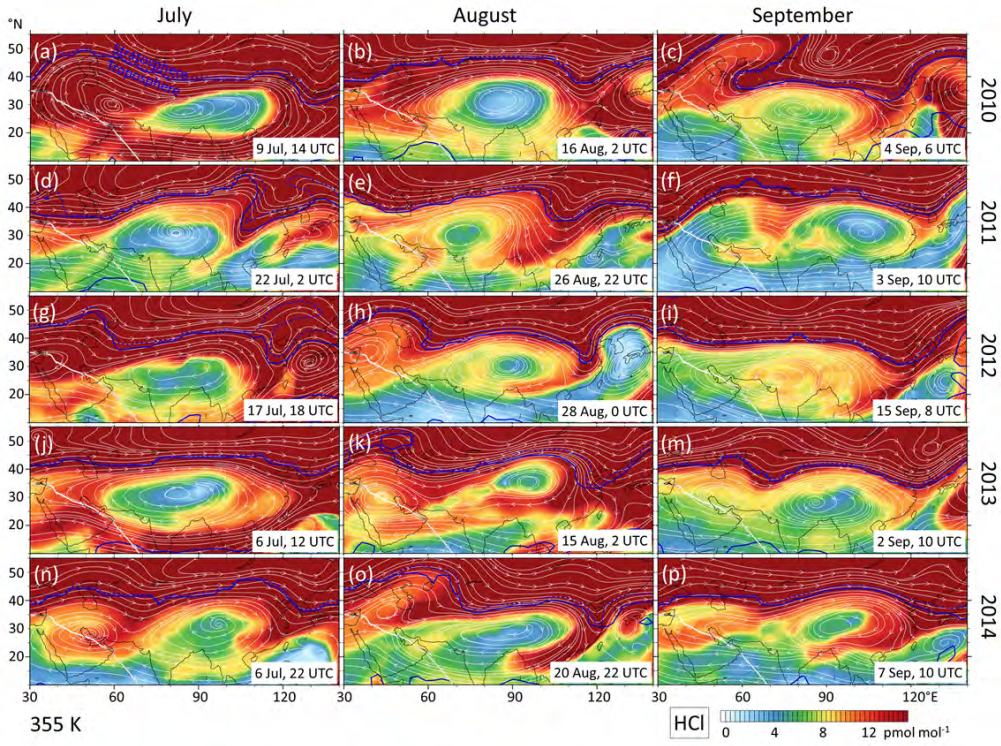 July August September
°N
50 (a) Stratosphere (b) (c)
Troposphere
40
30
20
9 Jul, 14 UTC 16 Aug, 2 UTC 4 Sep, 6 UTC
2010
50 (d) (e) (f)
40
30
20
22 Jul, 2 UTC 26 Aug, 22 UTC 3 Sep, 10 UTC
2011
50 (g) (h) (i)
40
30
20
17 Jul, 18 UTC 28 Aug, 0 UTC 15 Sep, 8 UTC
2012
50 (j) (k) (m)
40
30
20
6 Jul, 12 UTC 15 Aug, 2 UTC 2 Sep, 10 UTC
2013
50 (n) (o) (p)
40
30
20
6 Jul, 22 UTC 20 Aug, 22 UTC 7 Sep, 10 UTC
2014
30 60 90 120 30 60 90 120 30 60 90 120°E
355 K HCl 0 4 8 12 pmol mol⁻¹